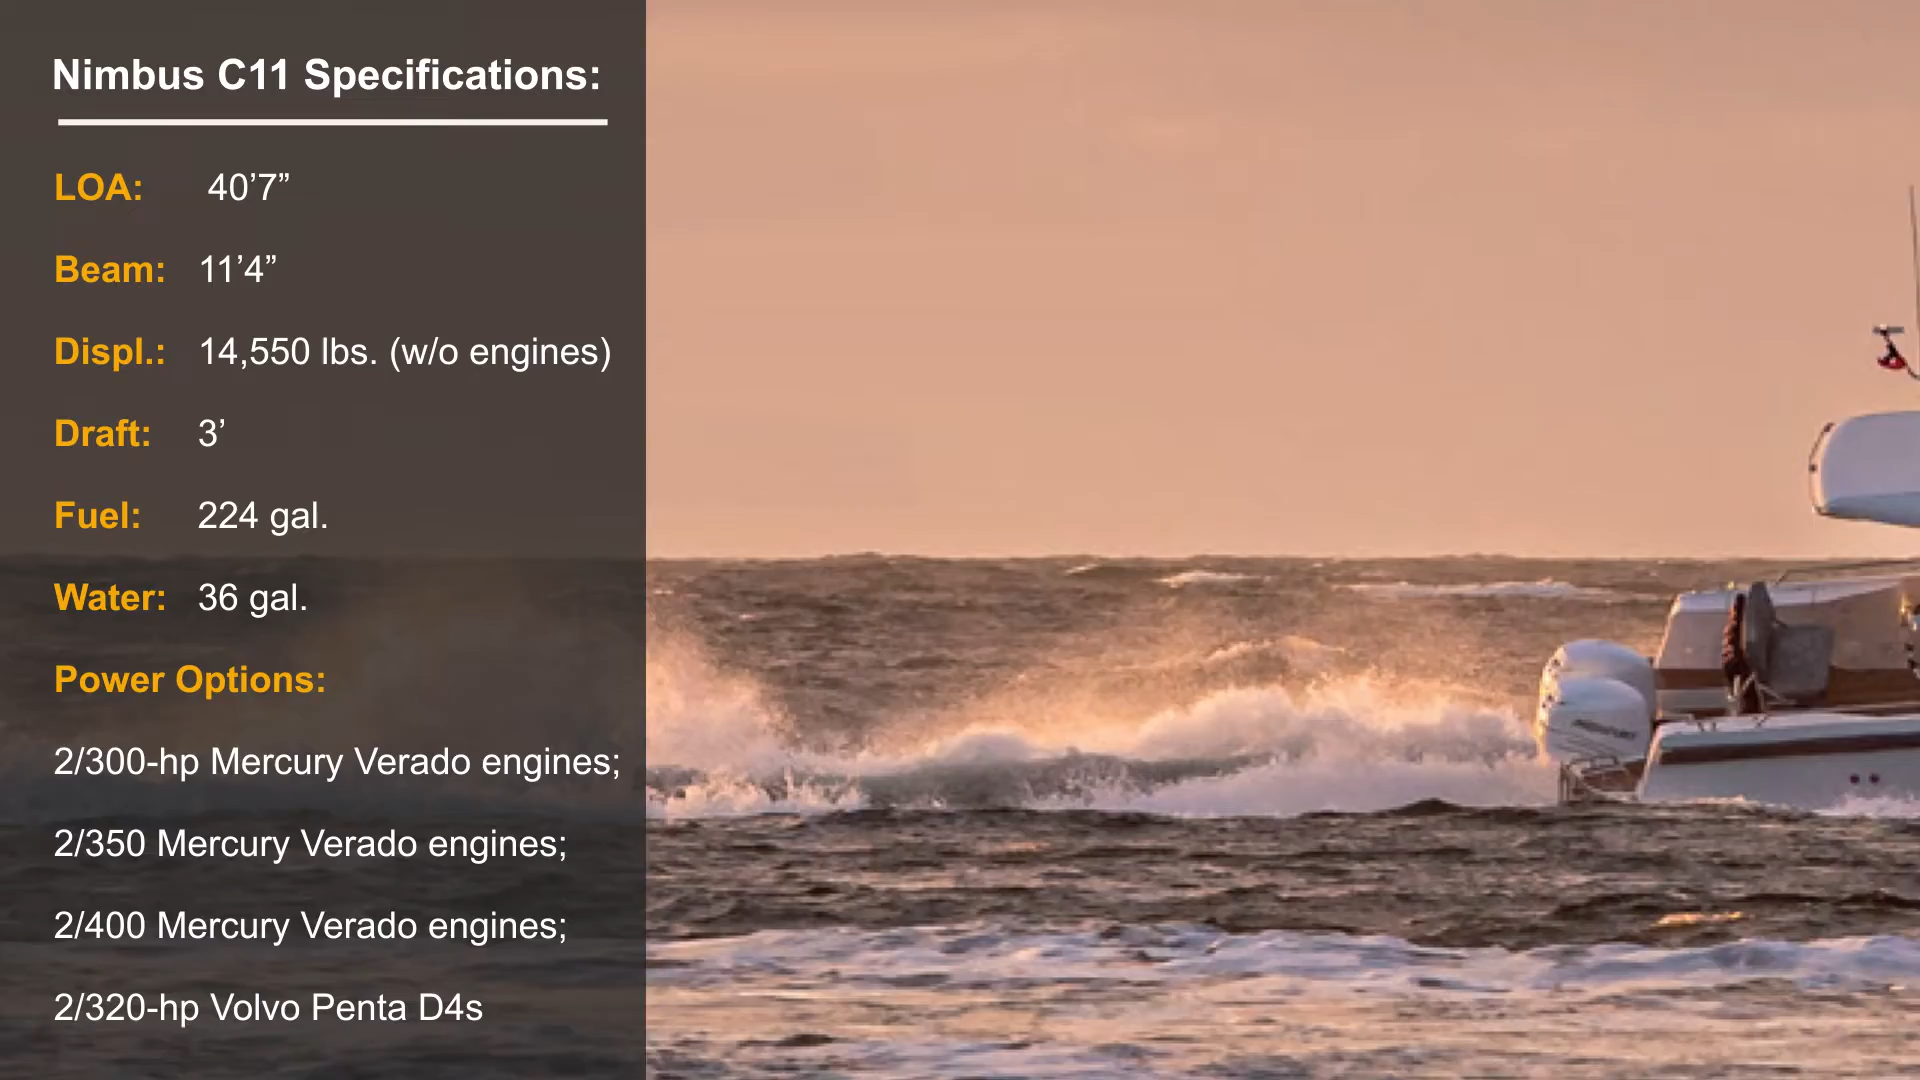 Nimbus C11 Specifications:
LOA: 40’7”
Beam: 11’4”
Displ.: 14,550 lbs. (w/o engines)
Draft: 3’
Fuel: 224 gal.
Water: 36 gal.
Power Options:
2/300-hp Mercury Verado engines;
2/350 Mercury Verado engines;
2/400 Mercury Verado engines;
2/320-hp Volvo Penta D4s